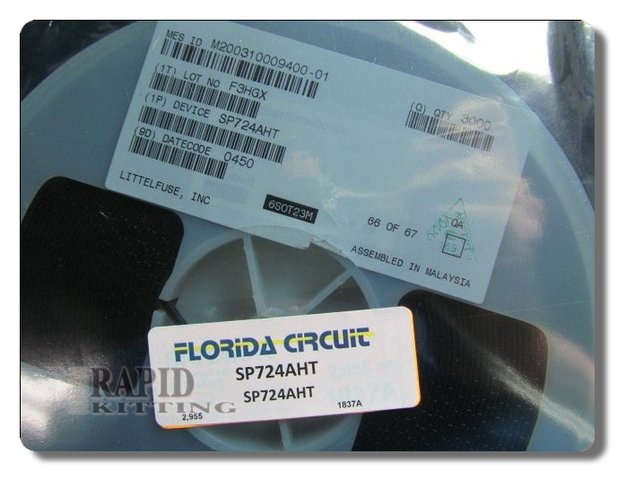 MES ID M200310009400-01
(1T) LOT NO F3HGX
(Q) QTY 3000
(1P) DEVICE SP724AHT
(9D) DATECODE 0450
LITTELFUSE, INC
6SOT23M
66 OF 67
QA
ASSEMBLED IN MALAYSIA
FLORIDA CIRCUIT
SP724AHT
SP724AHT
2,955
1837A
RAPID
KITTING